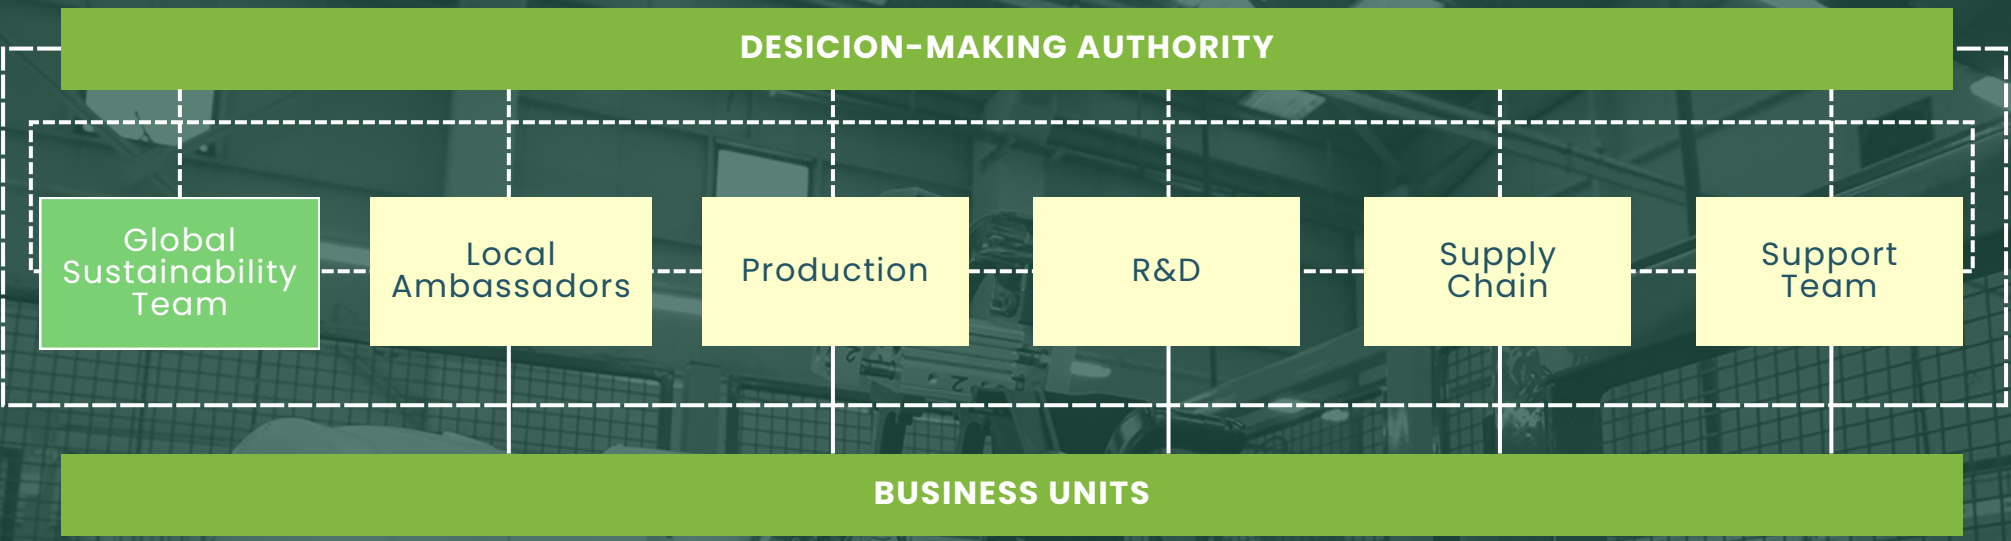 DESICION-MAKING AUTHORITY
Global
Sustainability
Team
Local
Ambassadors
Production
R&D
Supply
Chain
Support
Team
BUSINESS UNITS